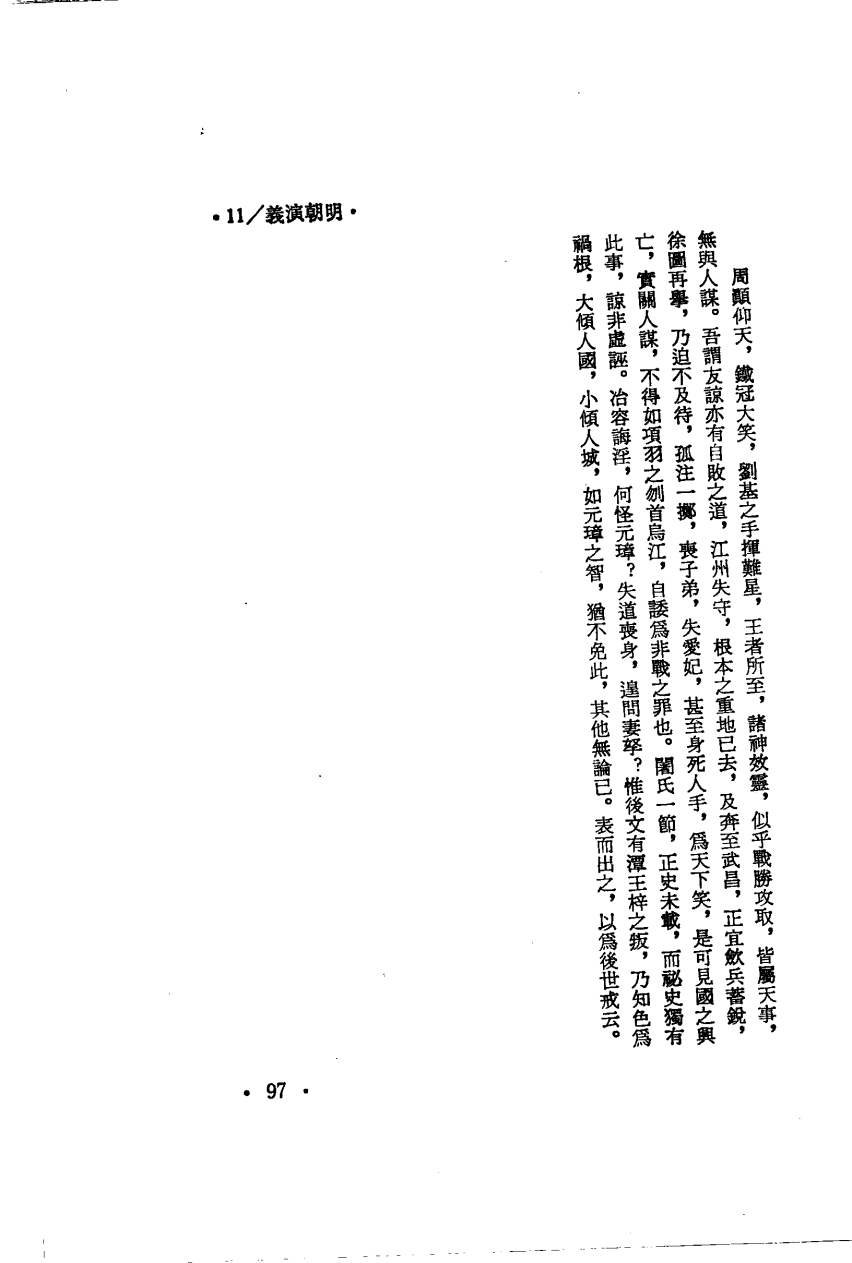 •11／義演朝明•
周顚仰天，鐵冠大笑，劉基之手揮難星，王者所至，諸神效靈，似乎戰勝攻取，皆屬天事，
無與人謀。吾謂友諒亦有自敗之道，江州失守，根本之重地已去，及奔至武昌，正宜斂兵蓄銳，
徐圖再舉，乃迫不及待，孤注一擲，喪子弟，失愛妃，甚至身死人手，爲天下笑，是可見國之興
亡，實關人謀，不得如項羽之刎首烏江，自諉爲非戰之罪也。闍氏一節，正史未載，而祕史獨有
此事，諒非虛誣。冶容誨淫，何怪元璋？失道喪身，遑問妻孥？惟後文有潭王梓之叛，乃知色爲
禍根，大傾人國，小傾人城，如元璋之智，猶不免此，其他無論已。表而出之，以爲後世戒云。
• 97 •